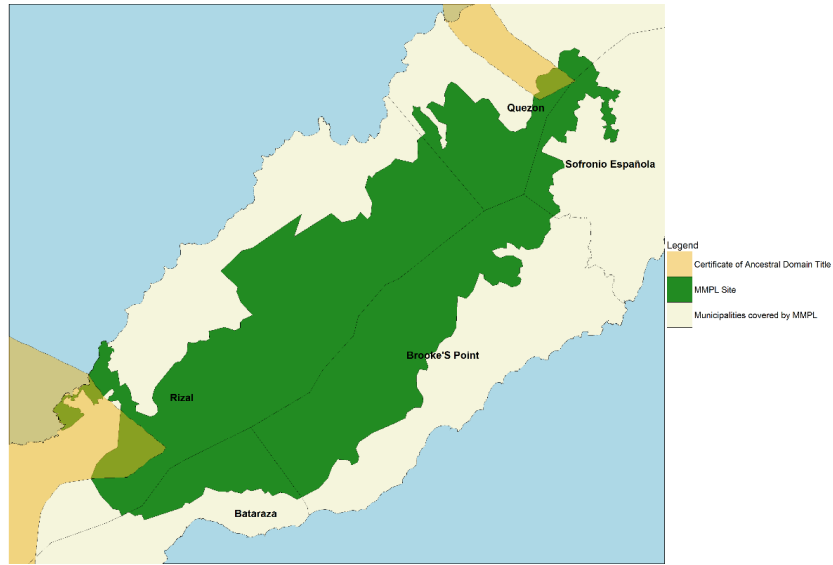 Quezon
Sofronio Española
Legend
Certificate of Ancestral Domain Title
MMPL Site
Municipalities covered by MMPL
Brooke'S Point
Rizal
Bataraza